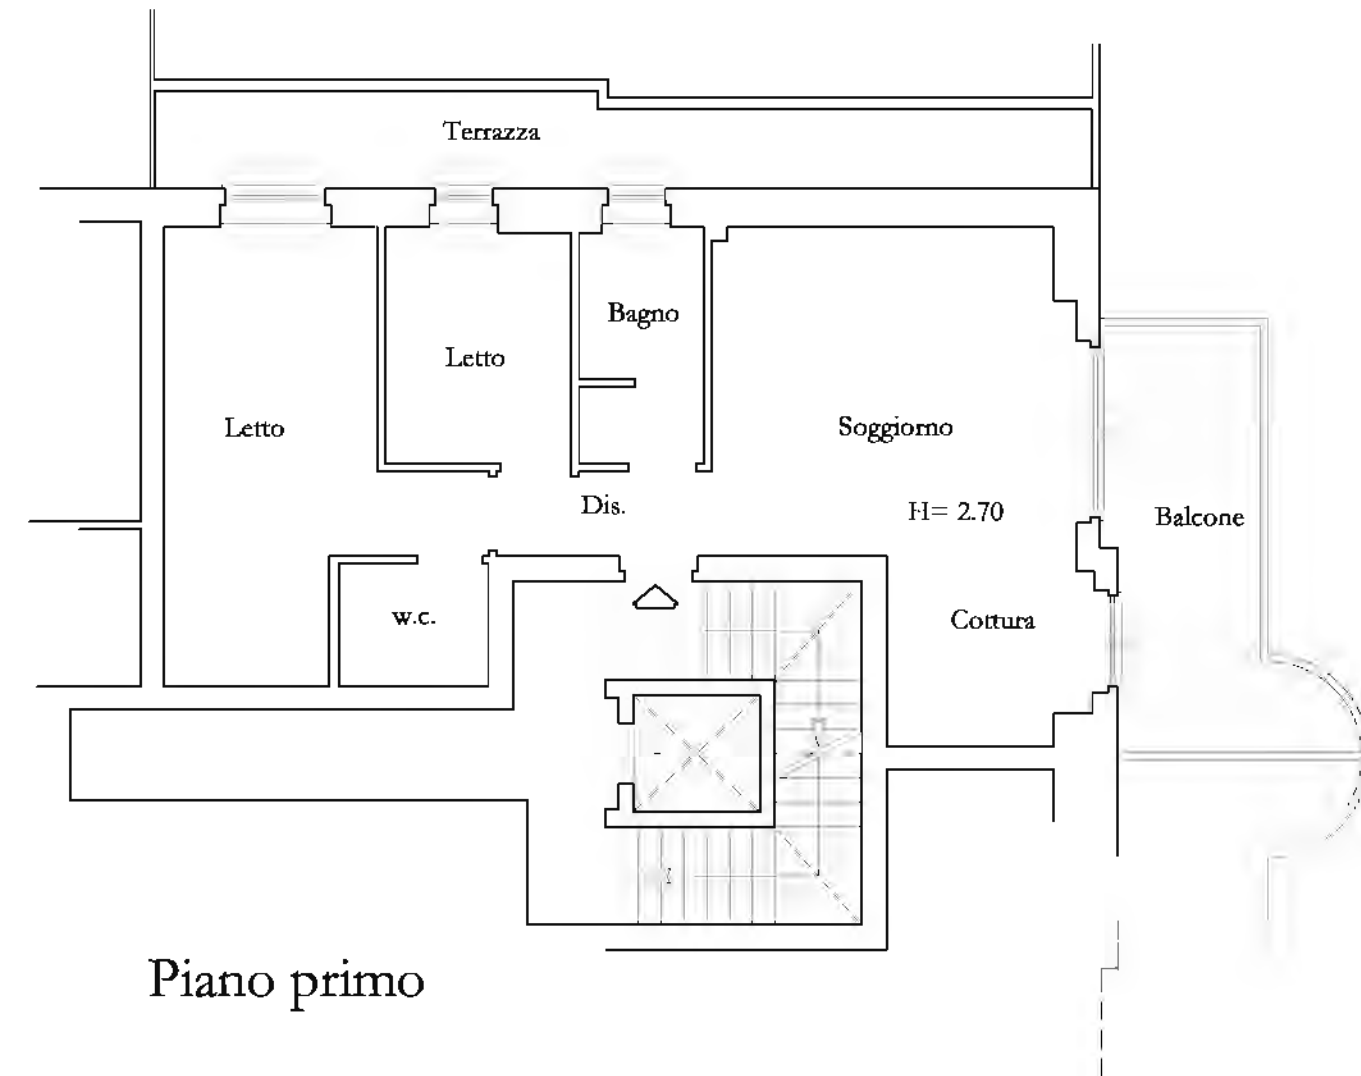 Terrazza
Bagno
Letto
Letto
Soggiorno
Dis.
H= 2.70
Balcone
w.c.
Cottura
Piano primo